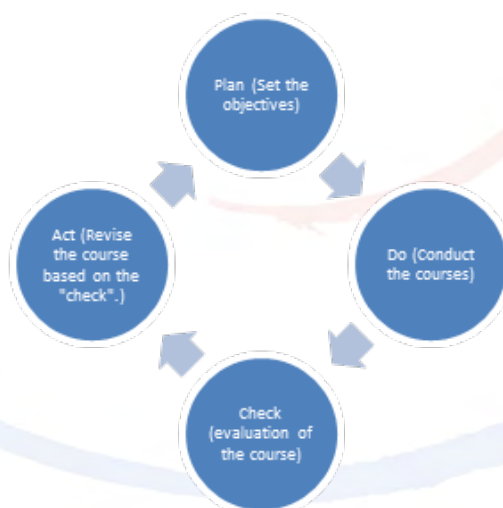 Plan (Set the
objectives)
Do (Conduct
the courses)
Check
(evaluation of
the course)
Act (Revise
the course
based on the
"check".)